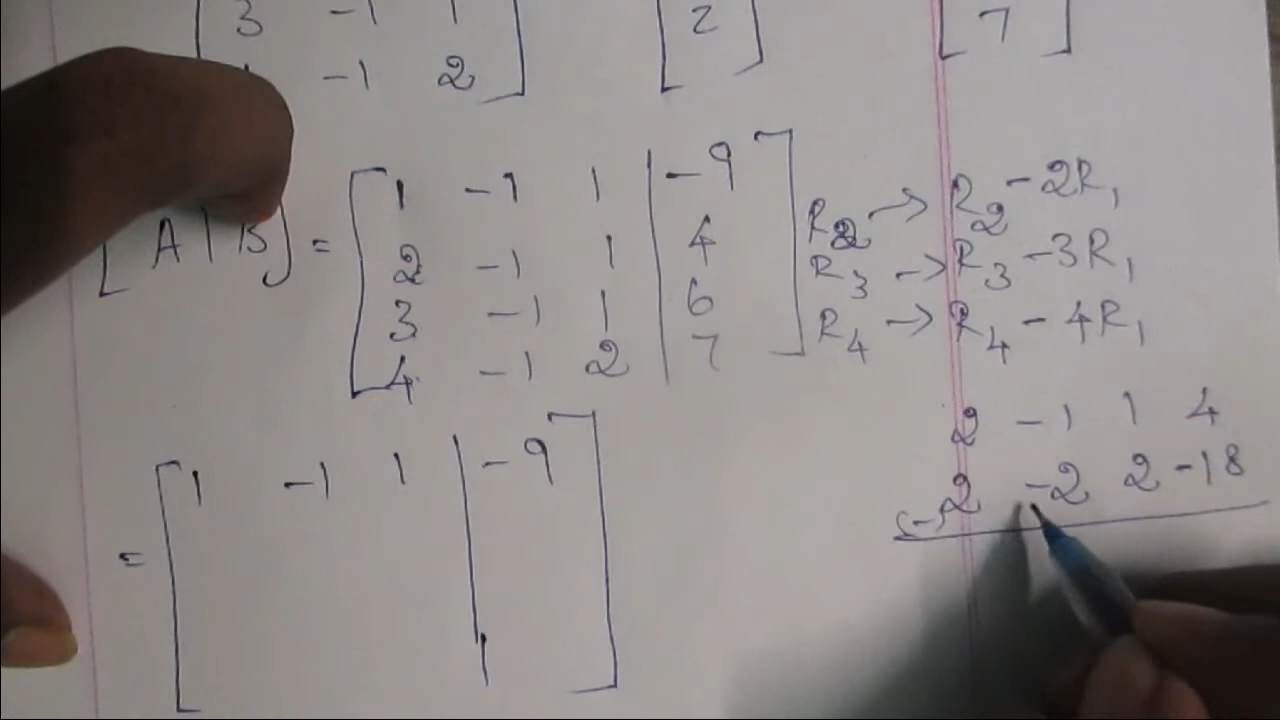 3 -1 1 2 7
-1 2
[A|B] = 1 -1 1 | -9 R2 → R2 - 2R1
2 -1 1 | 4 R3 → R3 - 3R1
3 -1 1 | 6 R4 → R4 - 4R1
4 -1 2 | 7
2 -1 1 4
(-) 2 -2 2 -18
= 1 -1 1 | -9